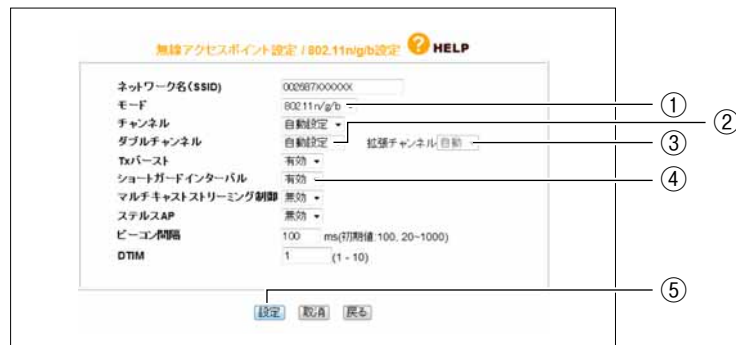 無線アクセスポイント設定 / 802.11n/g/b設定 ? HELP
ネットワーク名(SSID) 002687XXXXXX
モード 802.11n/g/b ①
チャンネル 自動設定 ②
ダブルチャンネル 自動設定 拡張チャンネル 自動 ③
Txバースト 有効
ショートガードインターバル 有効 ④
マルチキャストストリーミング制御 無効
ステルスAP 無効
ビーコン間隔 100 ms(初期値:100, 20~1000)
DTIM 1 (1 - 10)
設定 取消 戻る ⑤